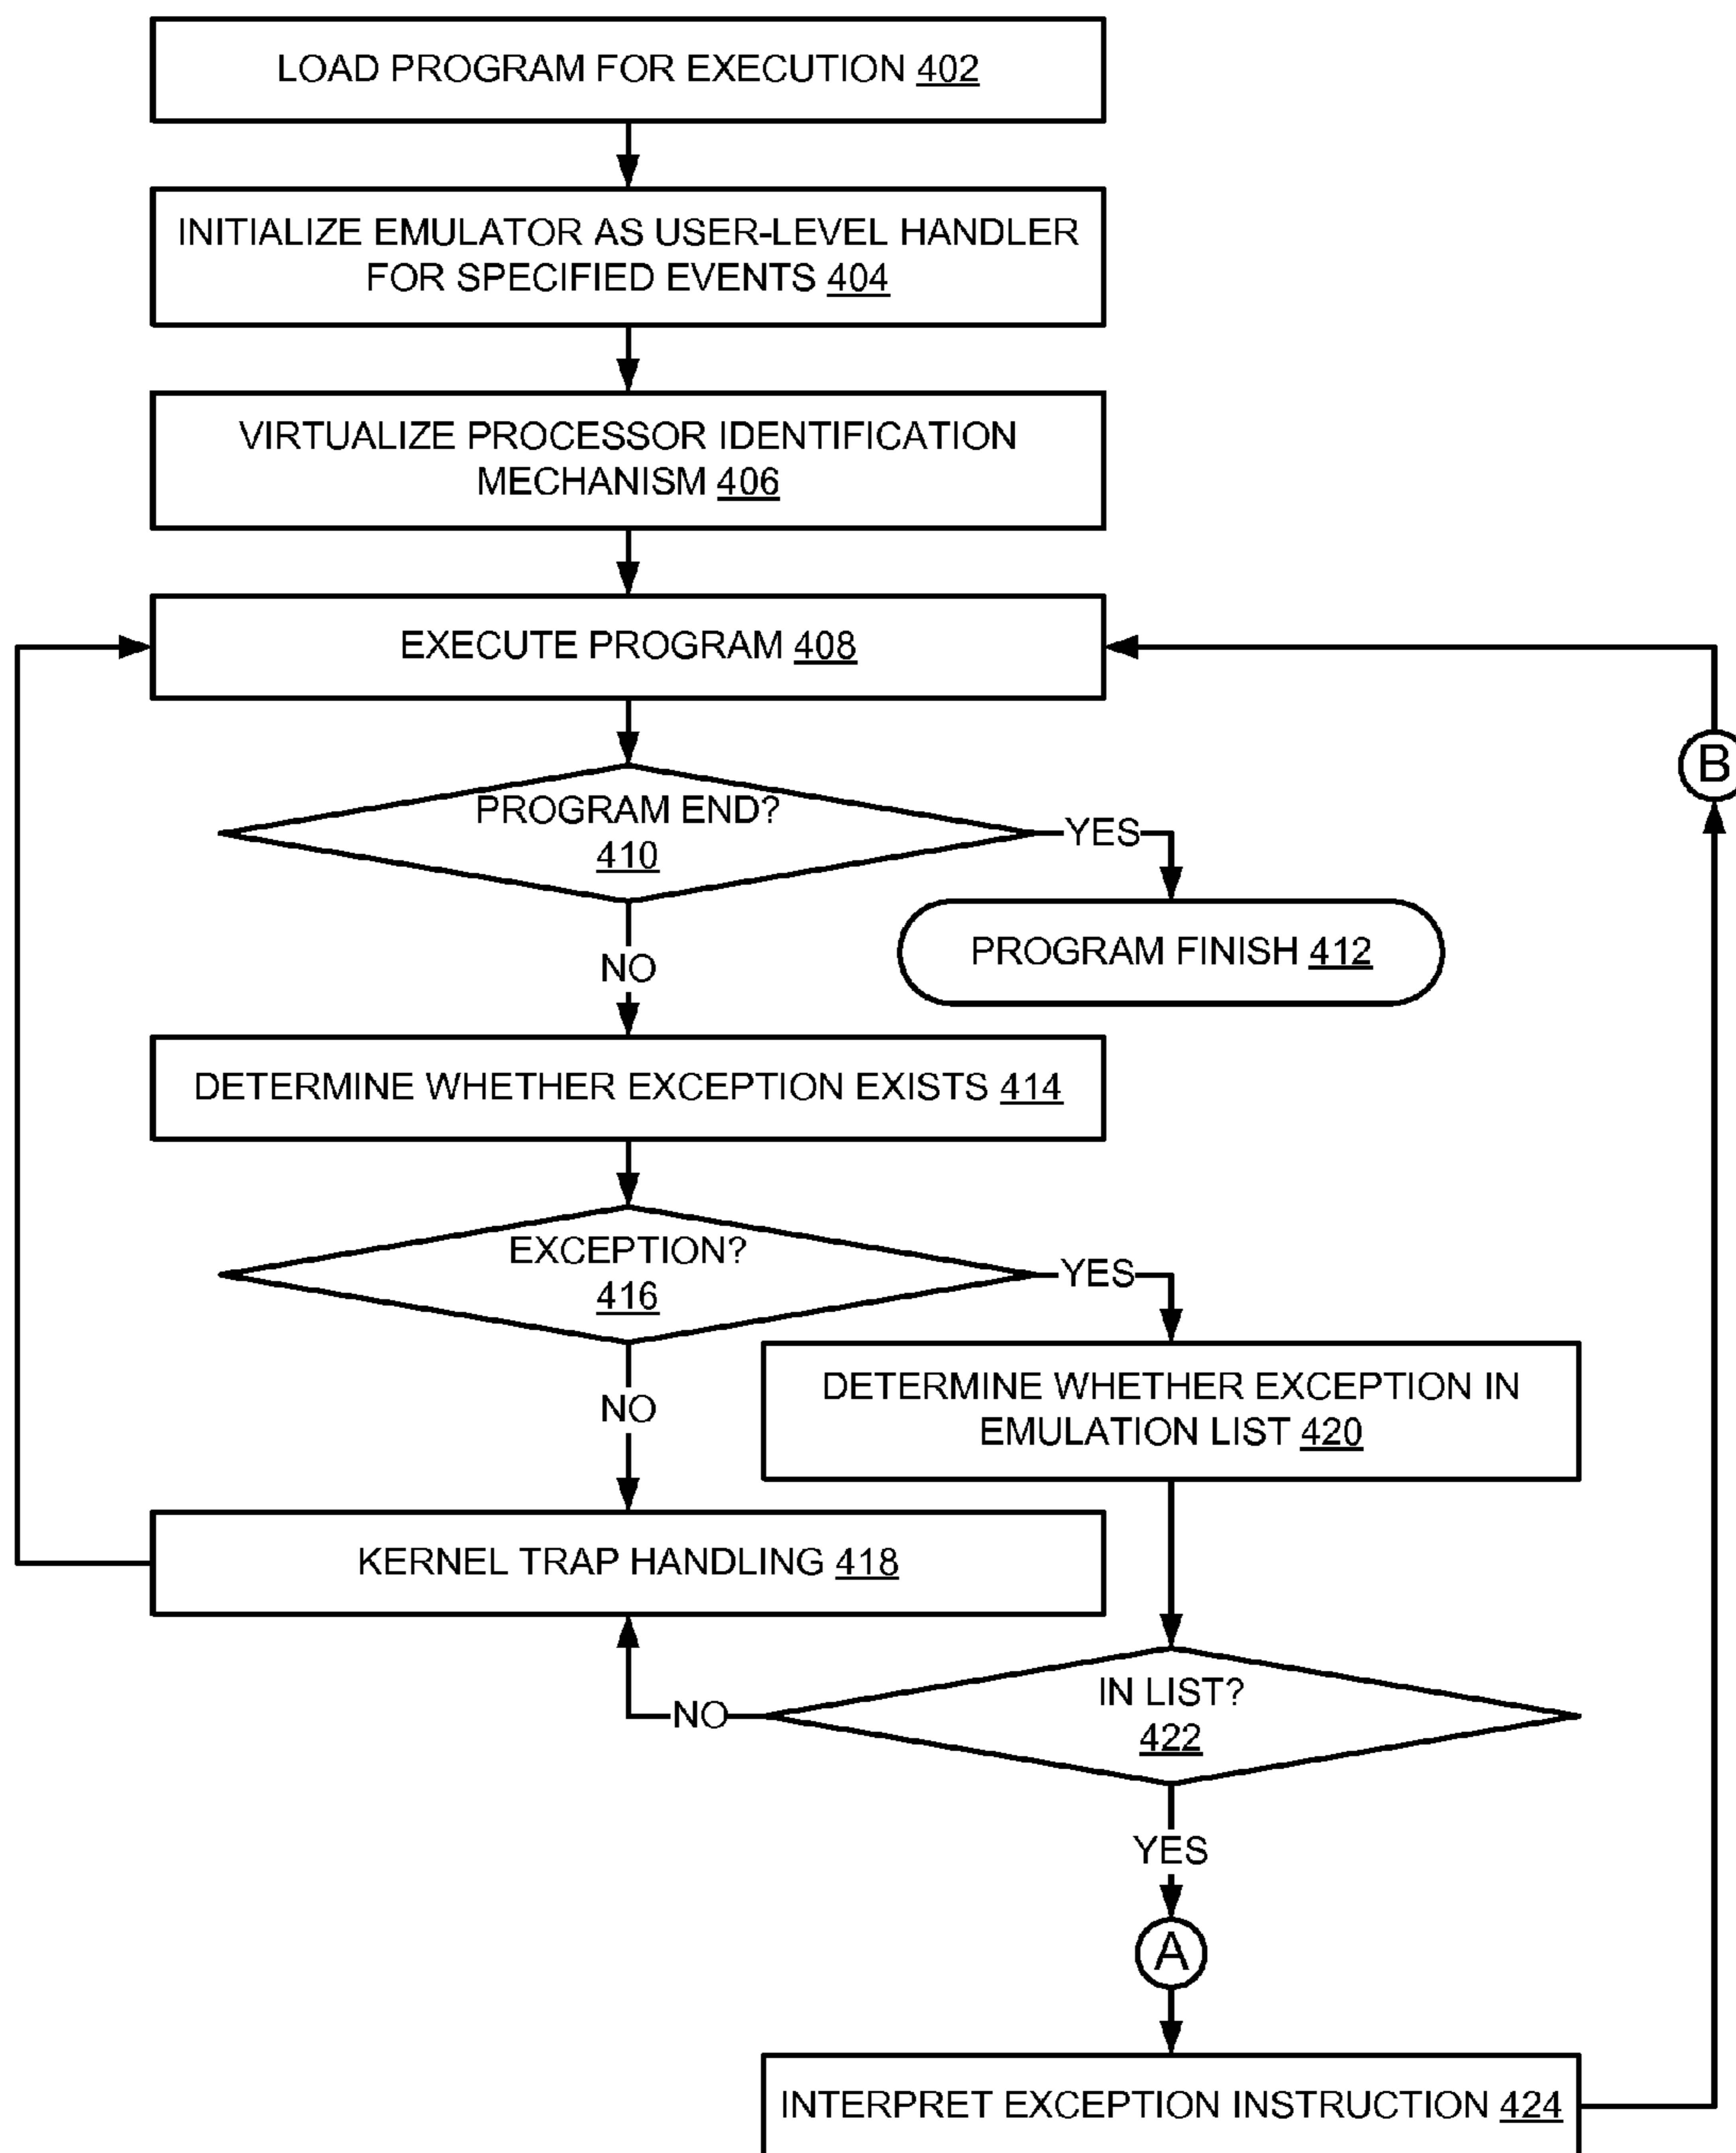 LOAD PROGRAM FOR EXECUTION 402
INITIALIZE EMULATOR AS USER-LEVEL HANDLER
FOR SPECIFIED EVENTS 404
VIRTUALIZE PROCESSOR IDENTIFICATION
MECHANISM 406
EXECUTE PROGRAM 408
B
PROGRAM END?
410
YES
PROGRAM FINISH 412
NO
DETERMINE WHETHER EXCEPTION EXISTS 414
EXCEPTION?
416
YES
DETERMINE WHETHER EXCEPTION IN
EMULATION LIST 420
NO
KERNEL TRAP HANDLING 418
IN LIST?
422
NO
YES
A
INTERPRET EXCEPTION INSTRUCTION 424